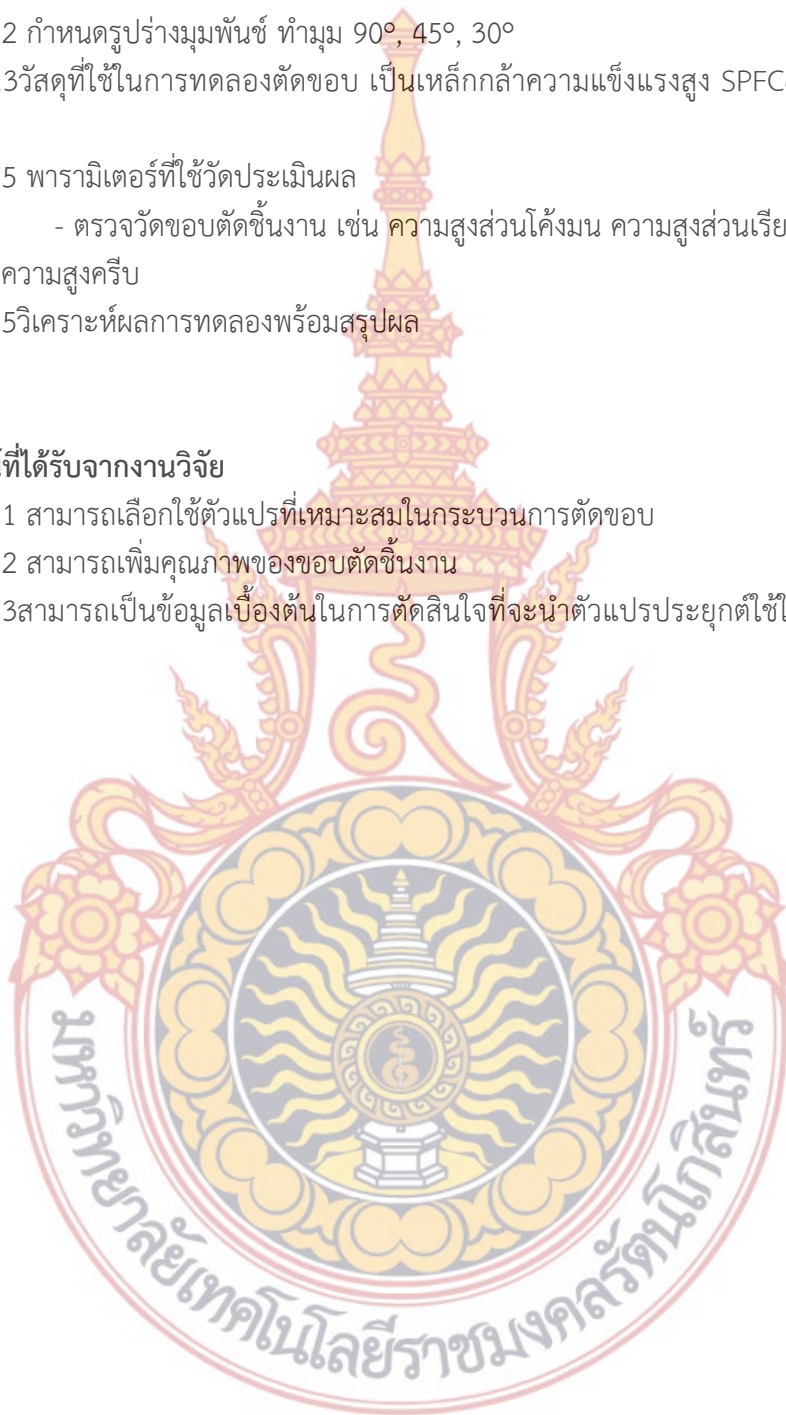 2 กำหนดรูปร่างมุมพันช์ ทำมุม 90°, 45°, 30°
3วัสดุที่ใช้ในการทดลองตัดขอบ เป็นเหล็กกล้าความแข็งแรงสูง SPFC
5 พารามิเตอร์ที่ใช้วัดประเมินผล
- ตรวจวัดขอบตัดชิ้นงาน เช่น ความสูงส่วนโค้งมน ความสูงส่วนเรีย
ความสูงครีบ
5วิเคราะห์ผลการทดลองพร้อมสรุปผล
ที่ได้รับจากงานวิจัย
1 สามารถเลือกใช้ตัวแปรที่เหมาะสมในกระบวนการตัดขอบ
2 สามารถเพิ่มคุณภาพของขอบตัดชิ้นงาน
3สามารถเป็นข้อมูลเบื้องต้นในการตัดสินใจที่จะนำตัวแปรประยุกต์ใช้
มหาวิทยาลัยเทคโนโลยีราชมงคลรัตนโกสินทร์